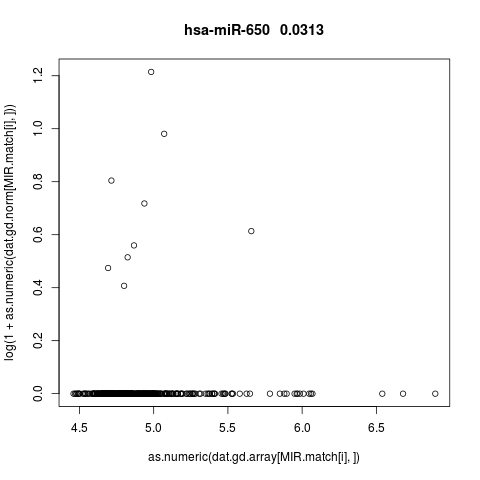 hsa-miR-650 0.0313
log(1 + as.numeric(dat.gd.norm[MIR.match[i], ]))
1.2
1.0
0.8
0.6
0.4
0.2
0.0
4.5 5.0 5.5 6.0 6.5
as.numeric(dat.gd.array[MIR.match[i], ])